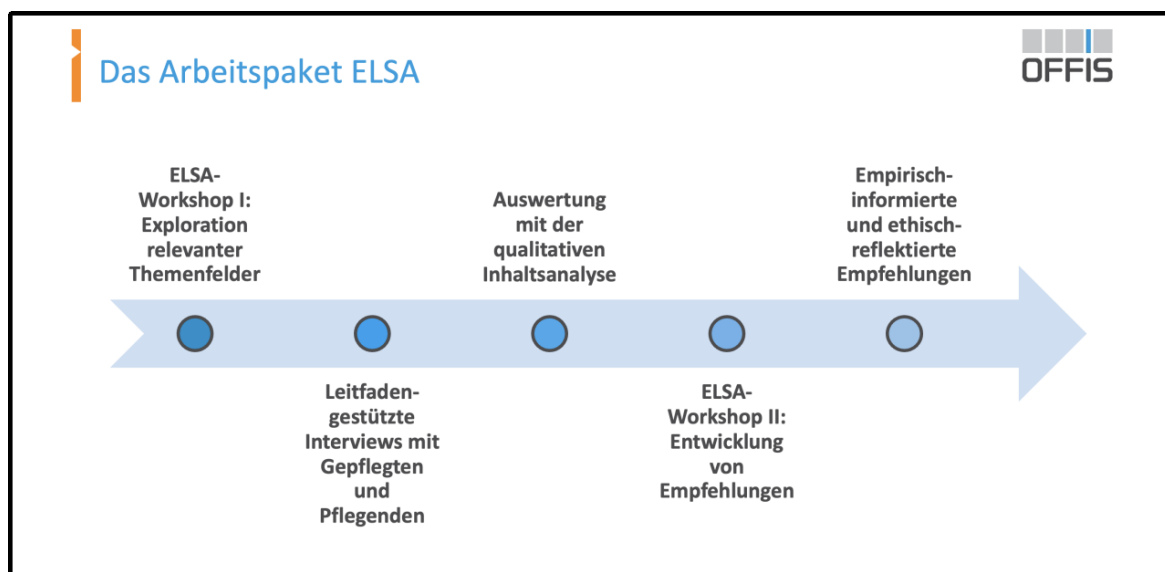 Das Arbeitspaket ELSA
OFFIS
ELSA-
Workshop I:
Exploration
relevanter
Themenfelder
Leitfaden-
gestützte
Interviews mit
Gepflegten
und
Pflegenden
Auswertung
mit der
qualitativen
Inhaltsanalyse
ELSA-
Workshop II:
Entwicklung
von
Empfehlungen
Empirisch-
informierte
und ethisch-
reflektierte
Empfehlungen